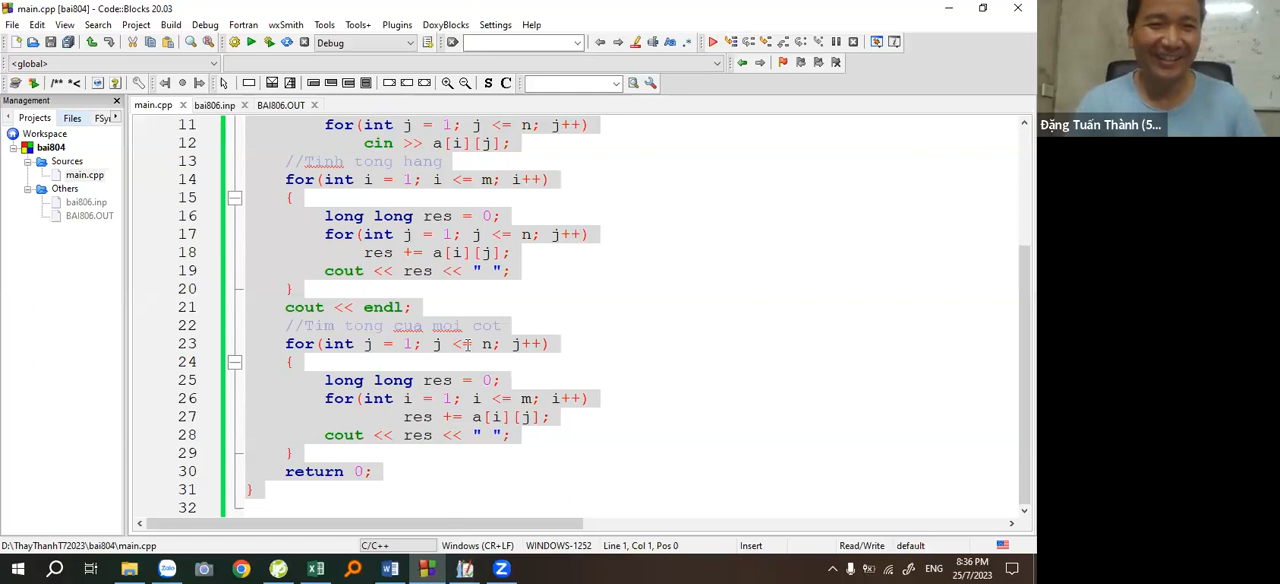 main.cpp [bai804] - Code::Blocks 20.03
File Edit View Search Project Build Debug Fortran wxSmith Tools Tools+ Plugins DoxyBlocks Settings Help
Debug
<global>
/** *<
S C
Management
Projects Files FSy
Workspace
bai804
Sources
main.cpp
Others
bai806.inp
BAI806.OUT
main.cpp bai806.inp BAI806.OUT
11 for(int j = 1; j <= n; j++)
12 cin >> a[i][j];
13 //Tinh tong hang
14 for(int i = 1; i <= m; i++)
15 {
16 long long res = 0;
17 for(int j = 1; j <= n; j++)
18 res += a[i][j];
19 cout << res << " ";
20 }
21 cout << endl;
22 //Tim tong cua moi cot
23 for(int j = 1; j <= n; j++)
24 {
25 long long res = 0;
26 for(int i = 1; i <= m; i++)
27 res += a[i][j];
28 cout << res << " ";
29 }
30 return 0;
31 }
32
D:\ThayThanhT72023\bai804\main.cpp C/C++ Windows (CR+LF) WINDOWS-1252 Line 1, Col 1, Pos 0 Insert Read/Write default
Zalo
ENG
8:36 PM
25/7/2023
Đặng Tuấn Thành (5...